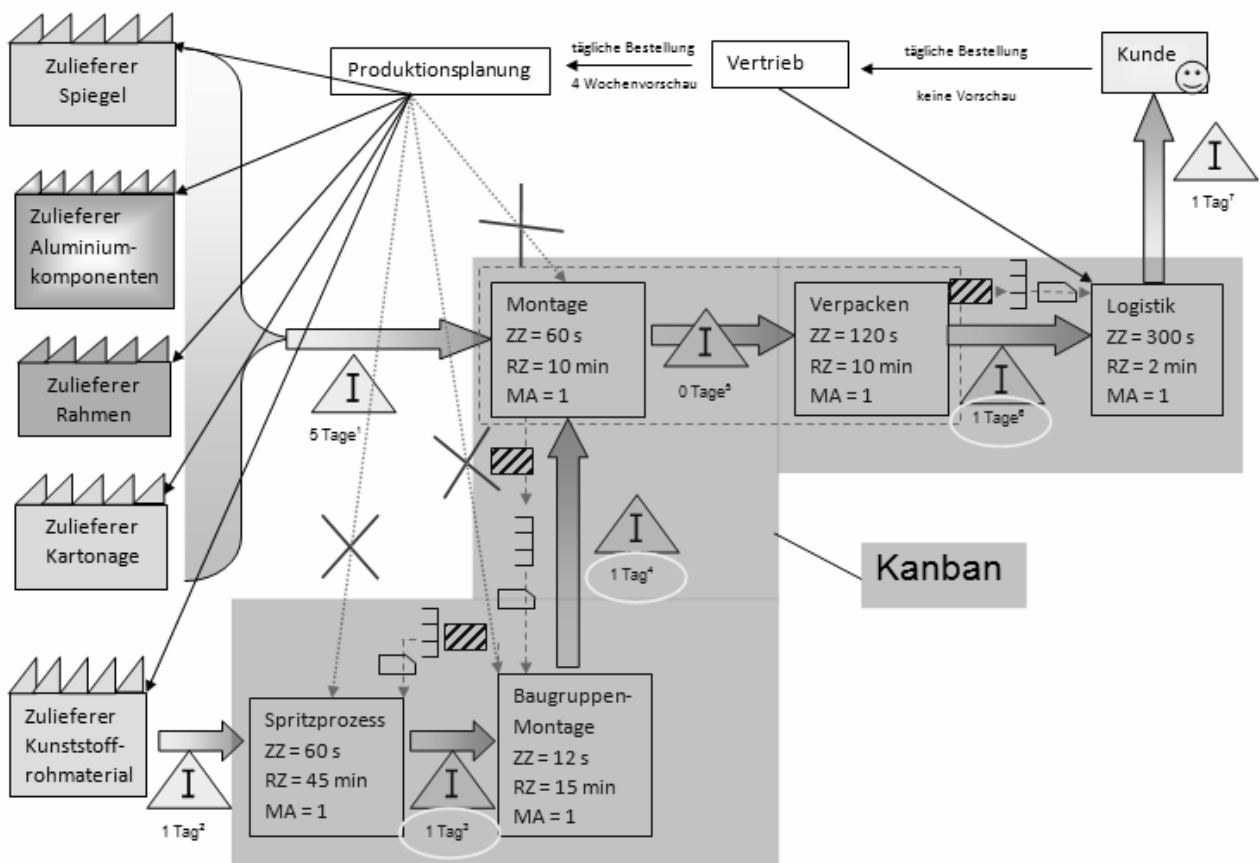 Zulieferer
Spiegel
Produktionsplanung
tägliche Bestellung
4 Wochenvorschau
Vertrieb
tägliche Bestellung
keine Vorschau
Kunde
I
1 Tag⁷
Zulieferer
Aluminium-
komponenten
Zulieferer
Rahmen
I
5 Tage¹
Montage
ZZ = 60 s
RZ = 10 min
MA = 1
I
0 Tage⁵
Verpacken
ZZ = 120 s
RZ = 10 min
MA = 1
I
1 Tage⁶
Logistik
ZZ = 300 s
RZ = 2 min
MA = 1
Zulieferer
Kartonage
I
1 Tag⁴
Kanban
Zulieferer
Kunststoff-
rohmaterial
I
1 Tag²
Spritzprozess
ZZ = 60 s
RZ = 45 min
MA = 1
I
1 Tag³
Baugruppen-
Montage
ZZ = 12 s
RZ = 15 min
MA = 1